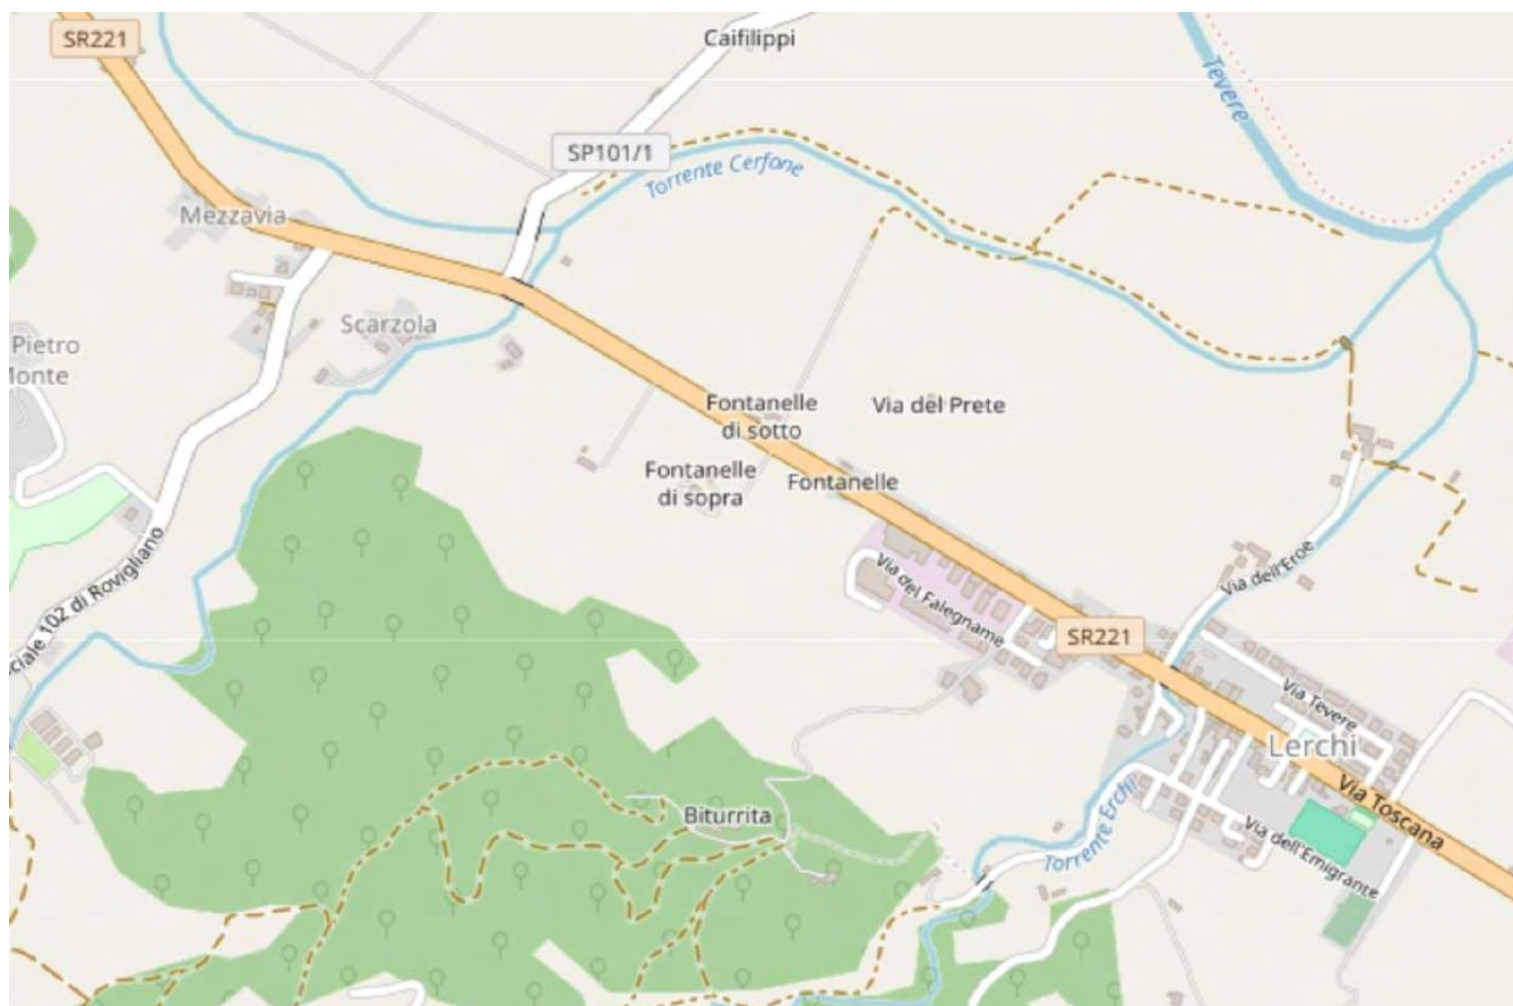 SR221
Caifilippi
Tevere
SP101/1
Torrente Cerfone
Mezzavia
Scarzola
Pietro
Monte
Fontanelle
di sotto
Via del Prete
Fontanelle
di sopra
Fontanelle
ciale 102 di Rovigliano
Via del Falegname
Via dell'Eroe
SR221
Via Tevere
Lerchi
Via Toscana
Biturrita
Torrente Erchi
Via dell'Emigrante